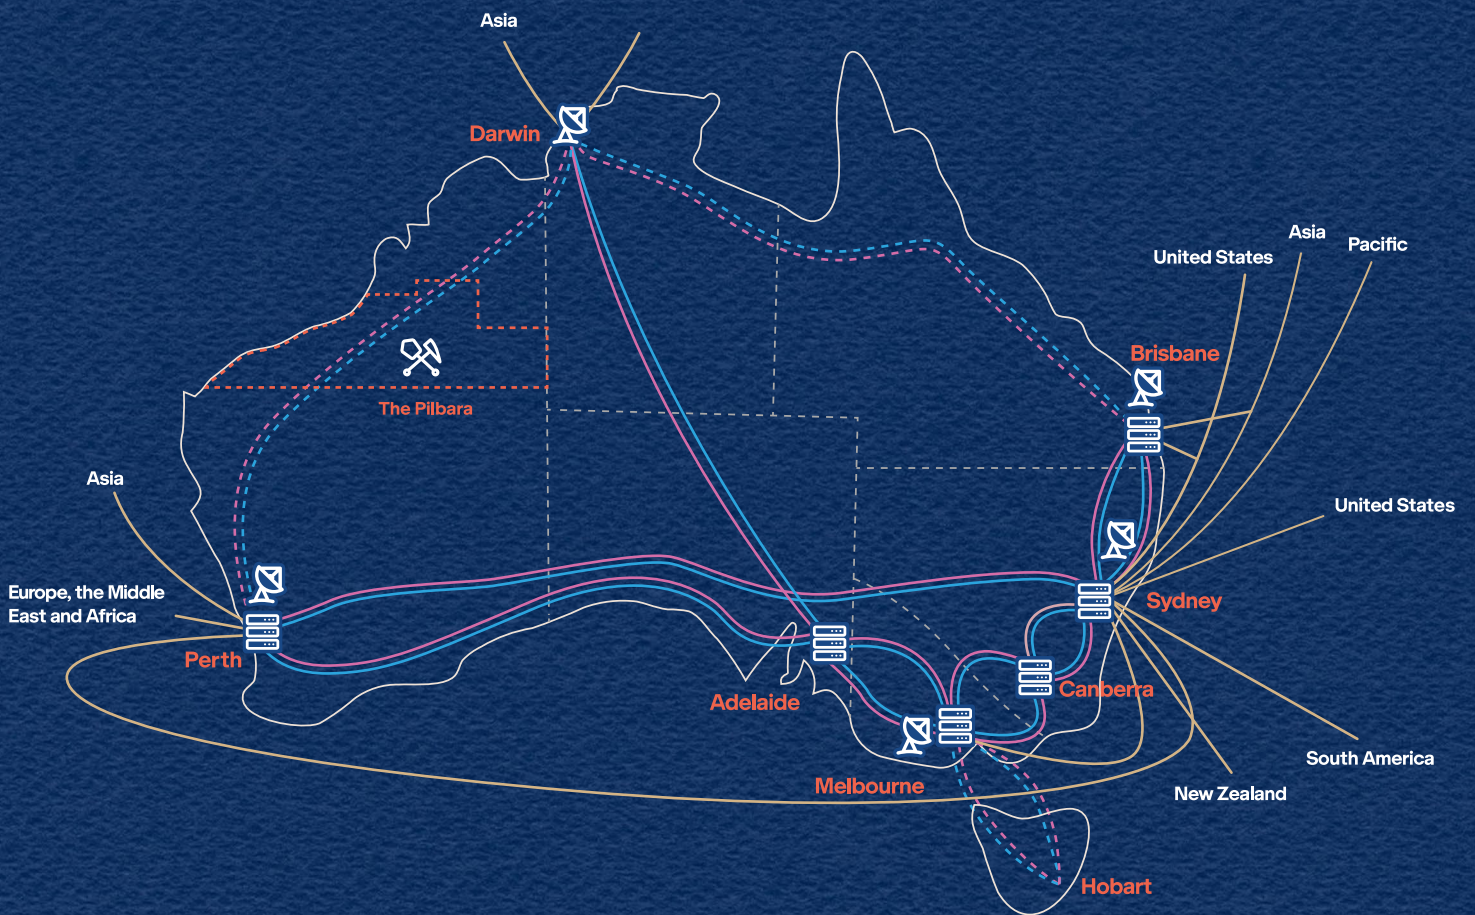 Asia
Darwin
Asia
Pacific
United States
Brisbane
The Pilbara
Asia
United States
Europe, the Middle
East and Africa
Sydney
Perth
Canberra
Adelaide
South America
Melbourne
New Zealand
Hobart